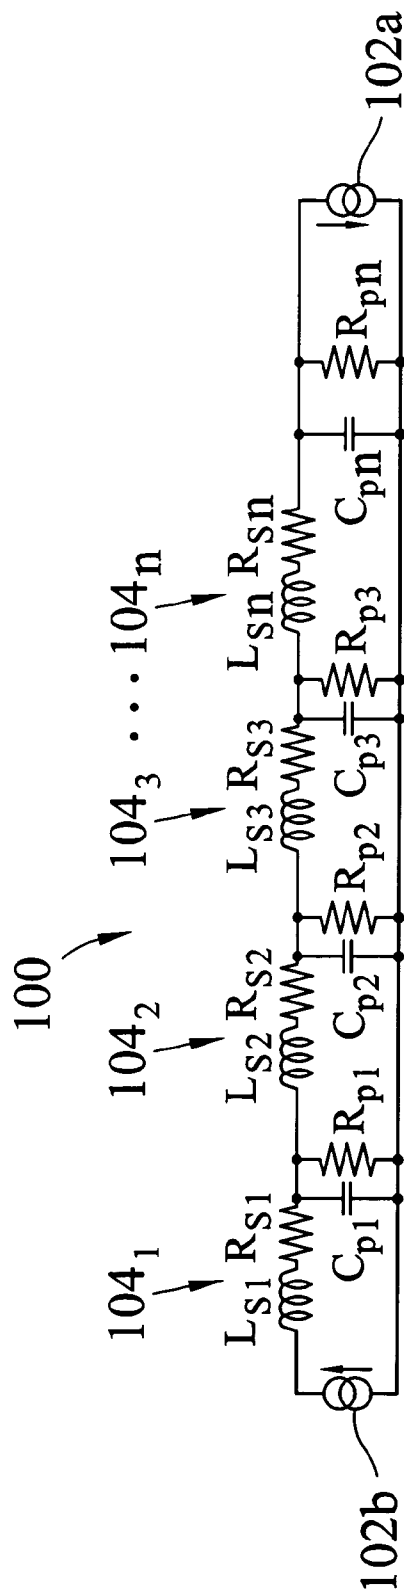 100
104₁ 104₂ 104₃ .... 104ₙ
L_S1 R_S1 L_S2 R_S2 L_S3 R_S3 L_Sn R_Sn
C_p1 R_p1 C_p2 R_p2 C_p3 R_p3 C_pn R_pn
102b 102a